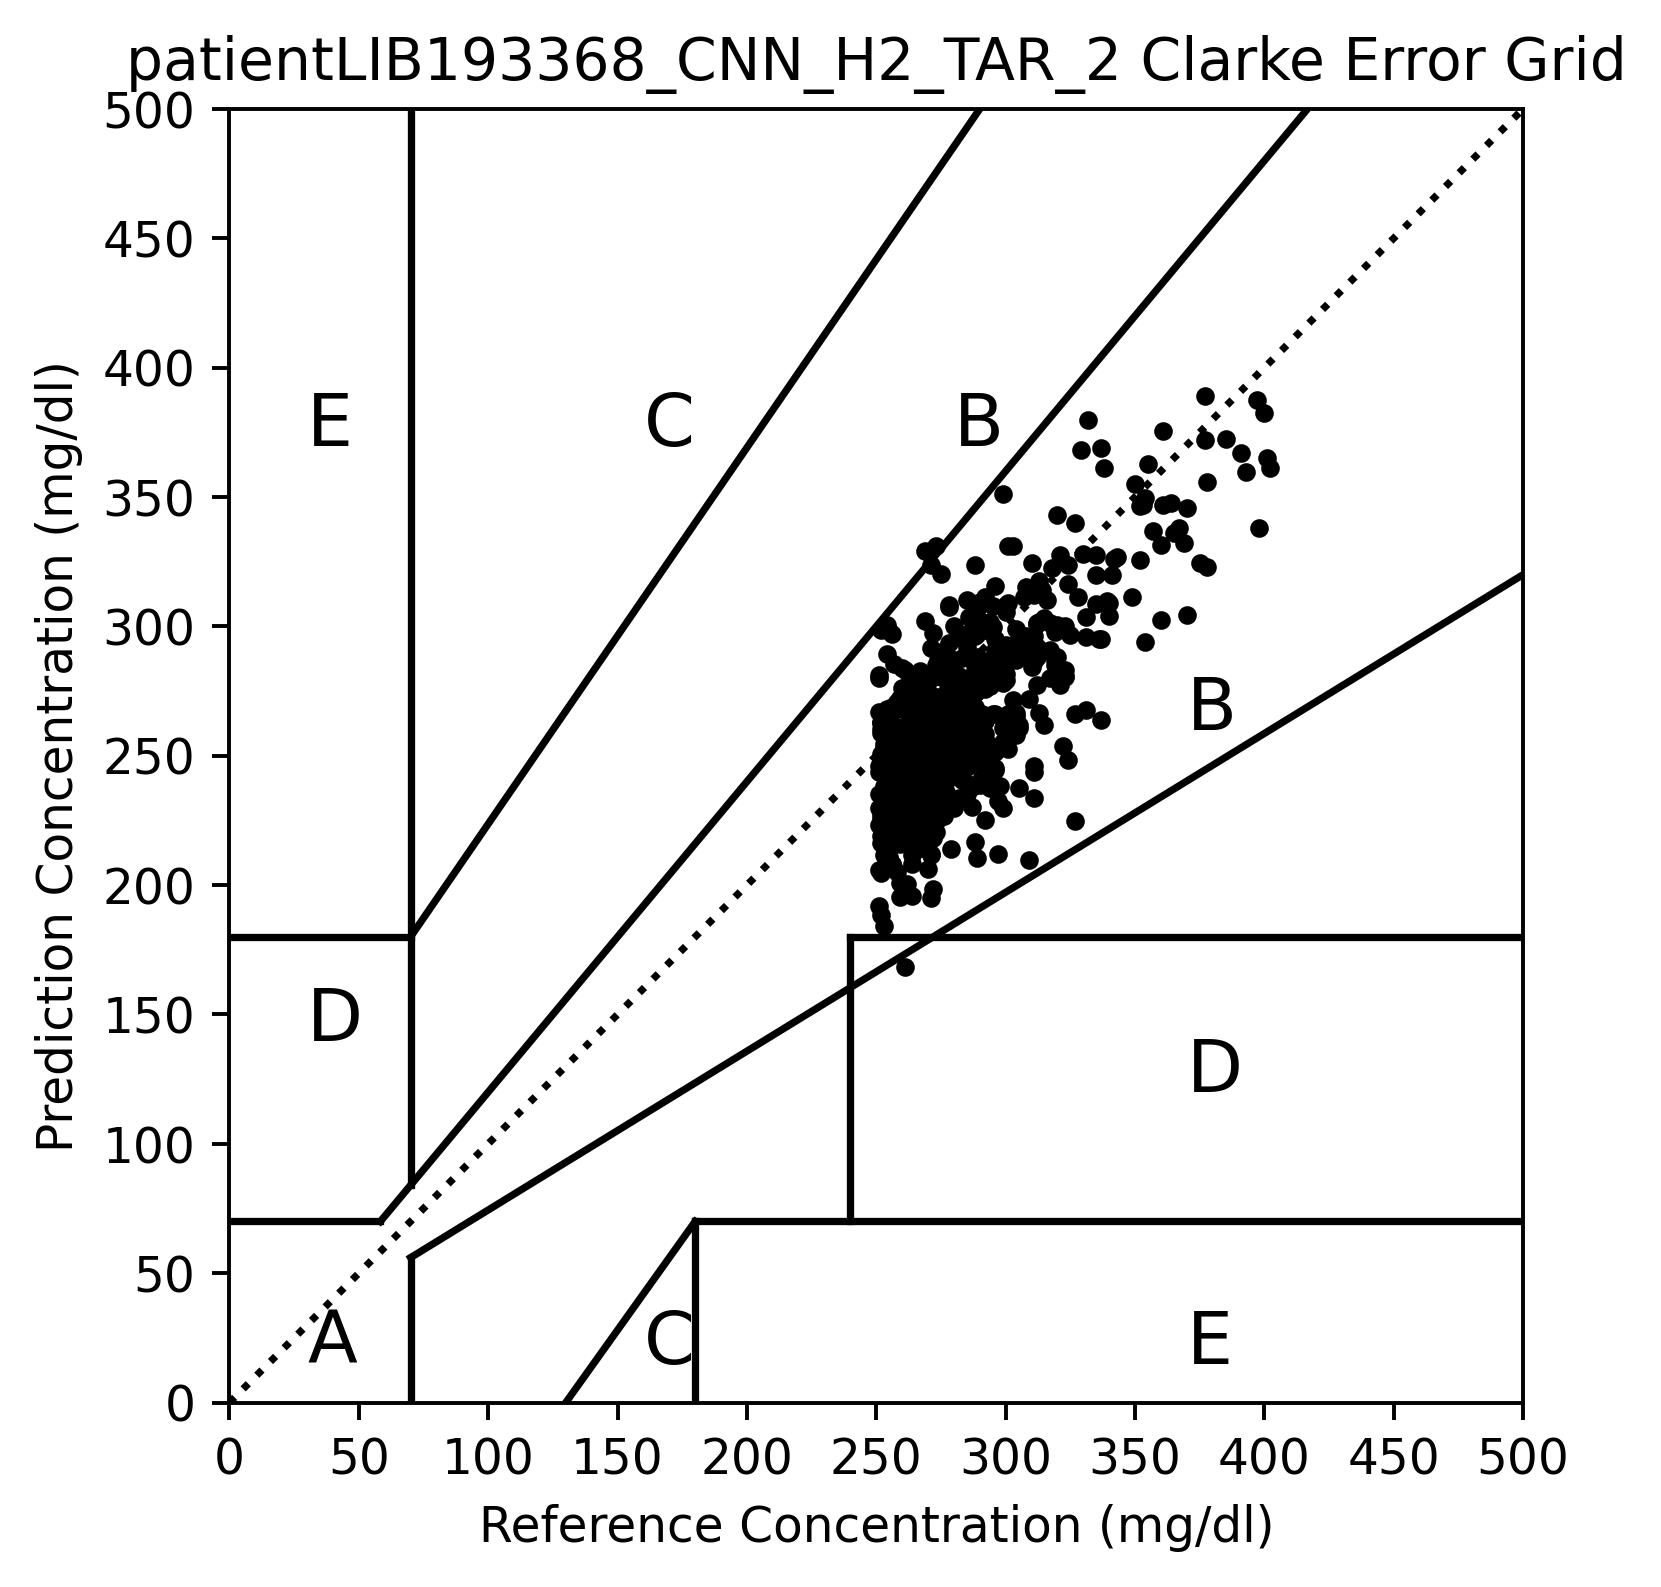 patientLIB193368_CNN_H2_TAR_2 Clarke Error Grid
Prediction Concentration (mg/dl)
500
450
400
350
300
250
200
150
100
50
0
E
C
B
B
D
D
A
C
E
0 50 100 150 200 250 300 350 400 450 500
Reference Concentration (mg/dl)